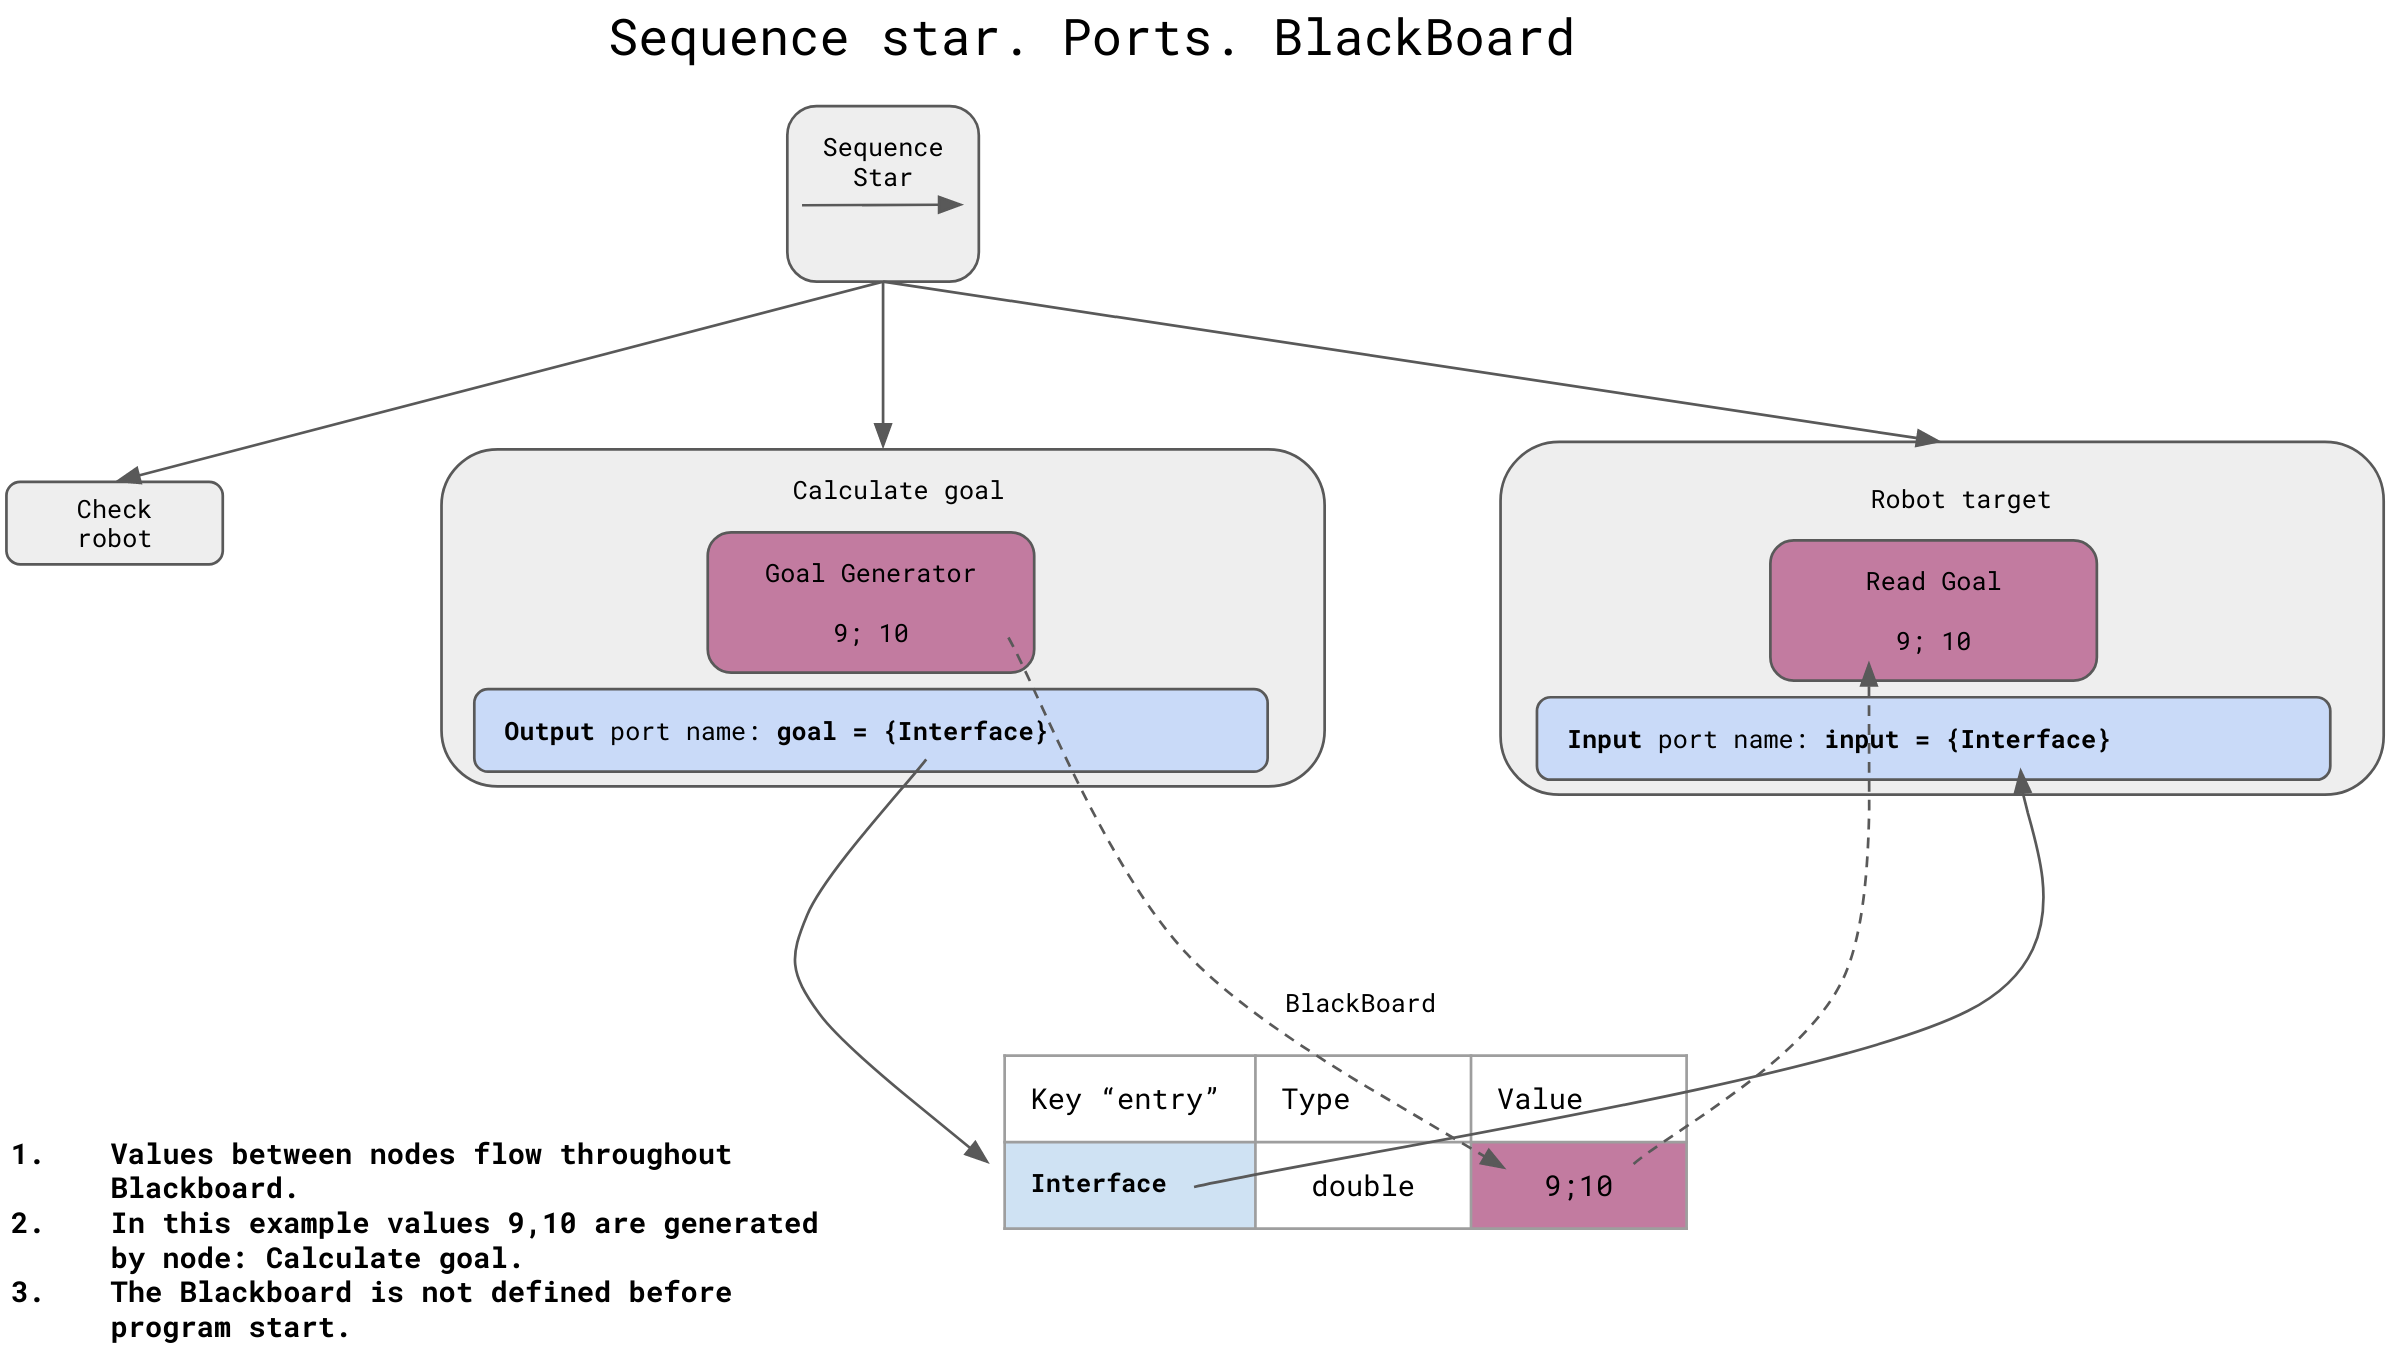 Sequence star. Ports. BlackBoard
Sequence
Star
Check
robot
Calculate goal
Goal Generator
9; 10
Output port name: goal = {Interface}
Robot target
Read Goal
9; 10
Input port name: input = {Interface}
BlackBoard
Key “entry” Type Value
Interface double 9;10
1. Values between nodes flow throughout
Blackboard.
2. In this example values 9,10 are generated
by node: Calculate goal.
3. The Blackboard is not defined before
program start.